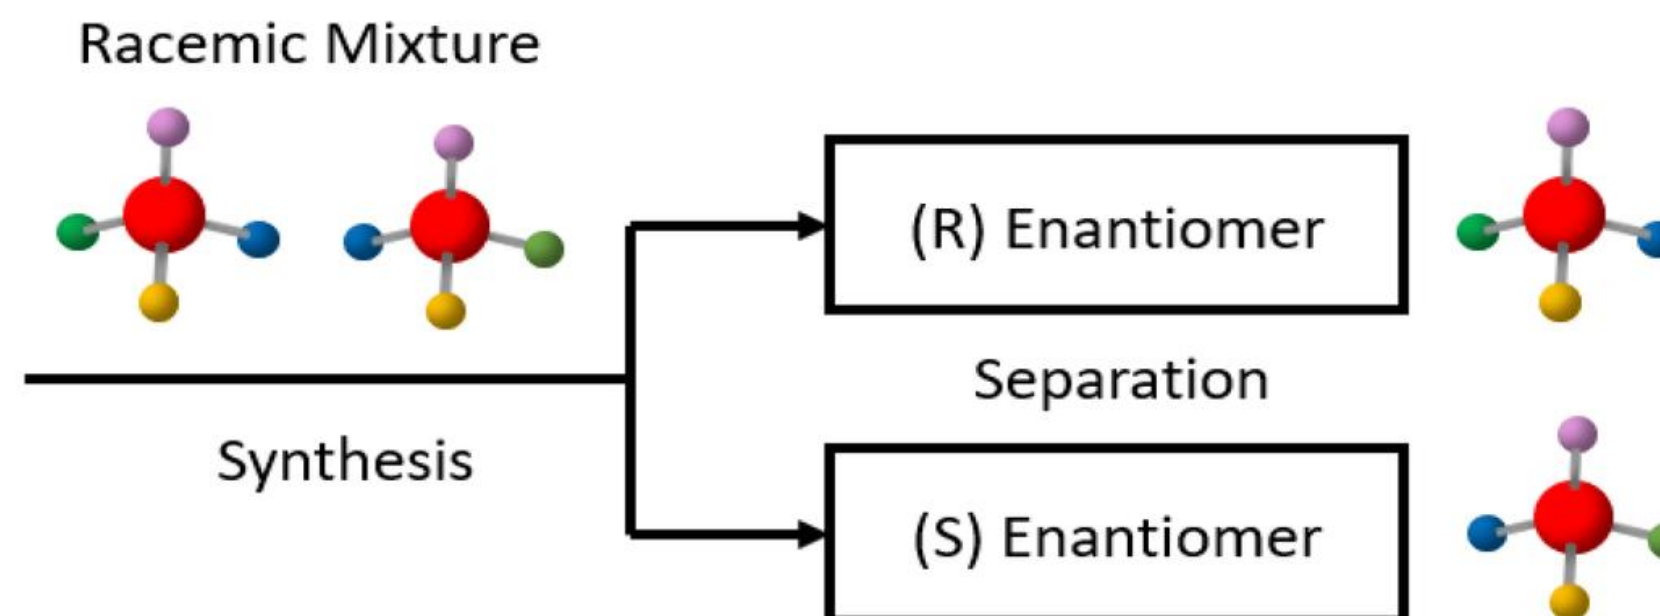 Racemic Mixture
(R) Enantiomer
Separation
Synthesis
(S) Enantiomer